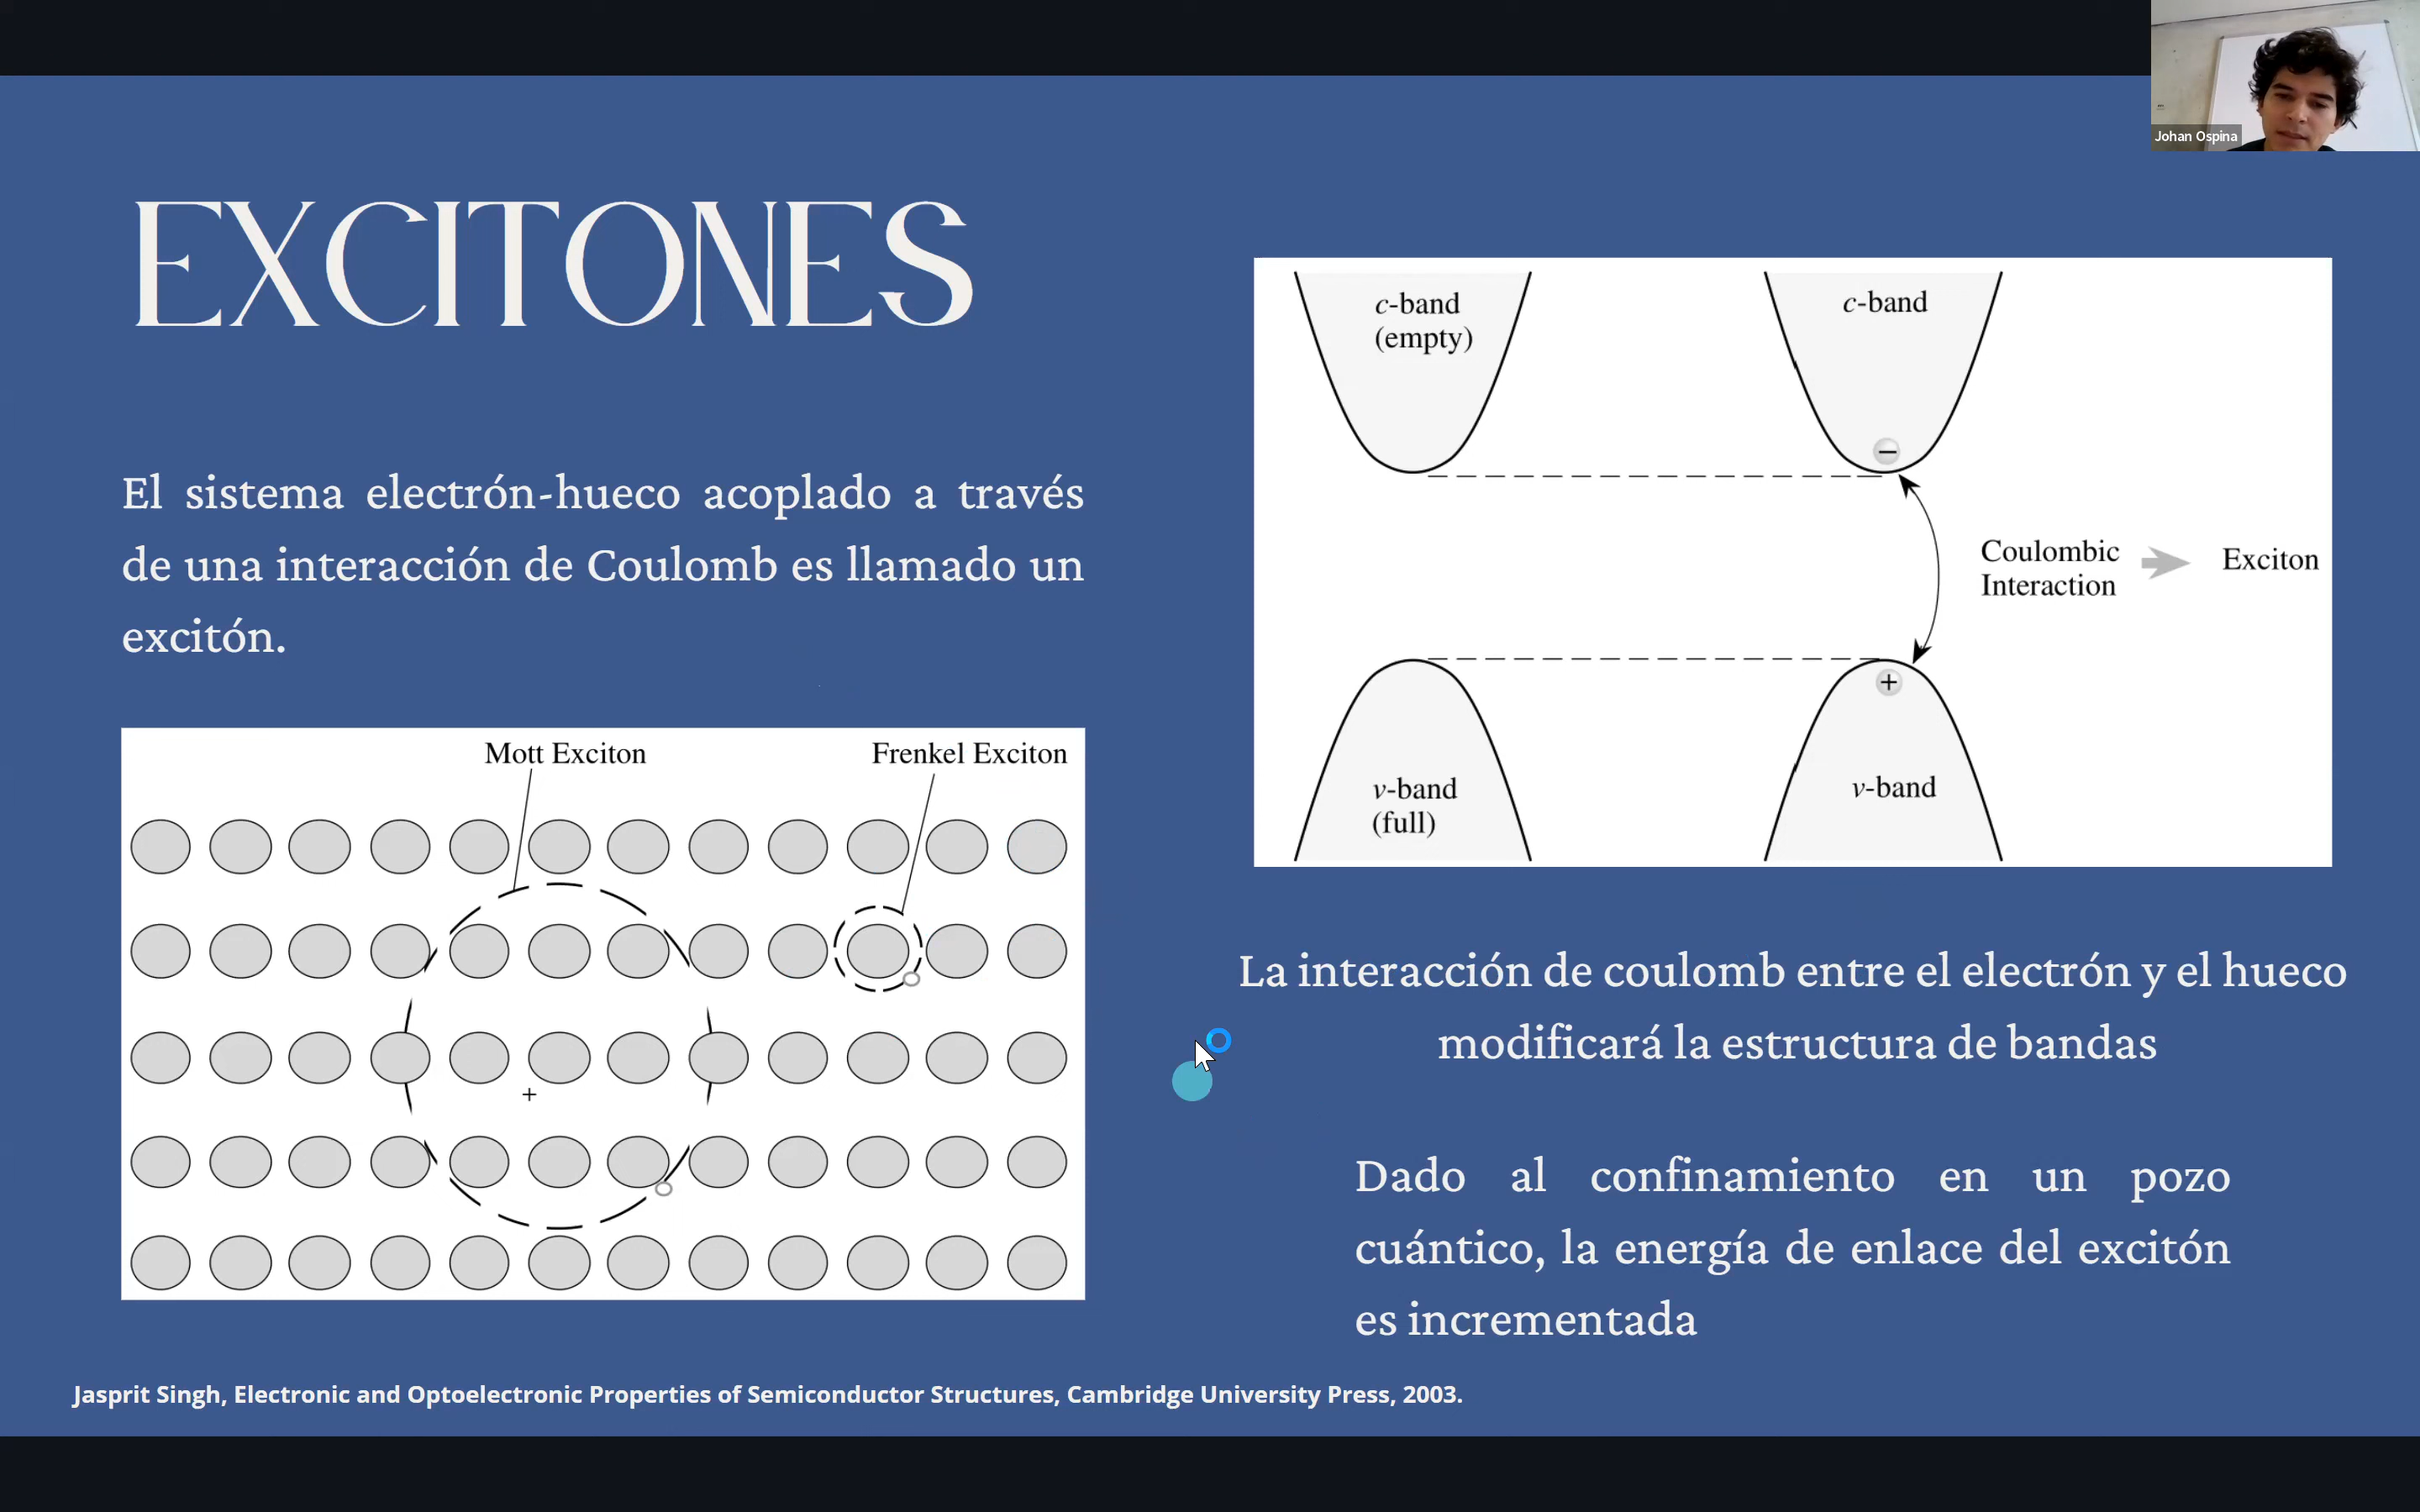 Johan Ospina
EXCITONES
El sistema electrón-hueco acoplado a través
de una interacción de Coulomb es llamado un
excitón.
Mott Exciton
Frenkel Exciton
+
c-band
(empty)
c-band
−
Coulombic
Interaction
Exciton
+
v-band
(full)
v-band
La interacción de coulomb entre el electrón y el hueco
modificará la estructura de bandas
Dado al confinamiento en un pozo
cuántico, la energía de enlace del excitón
es incrementada
Jasprit Singh, Electronic and Optoelectronic Properties of Semiconductor Structures, Cambridge University Press, 2003.